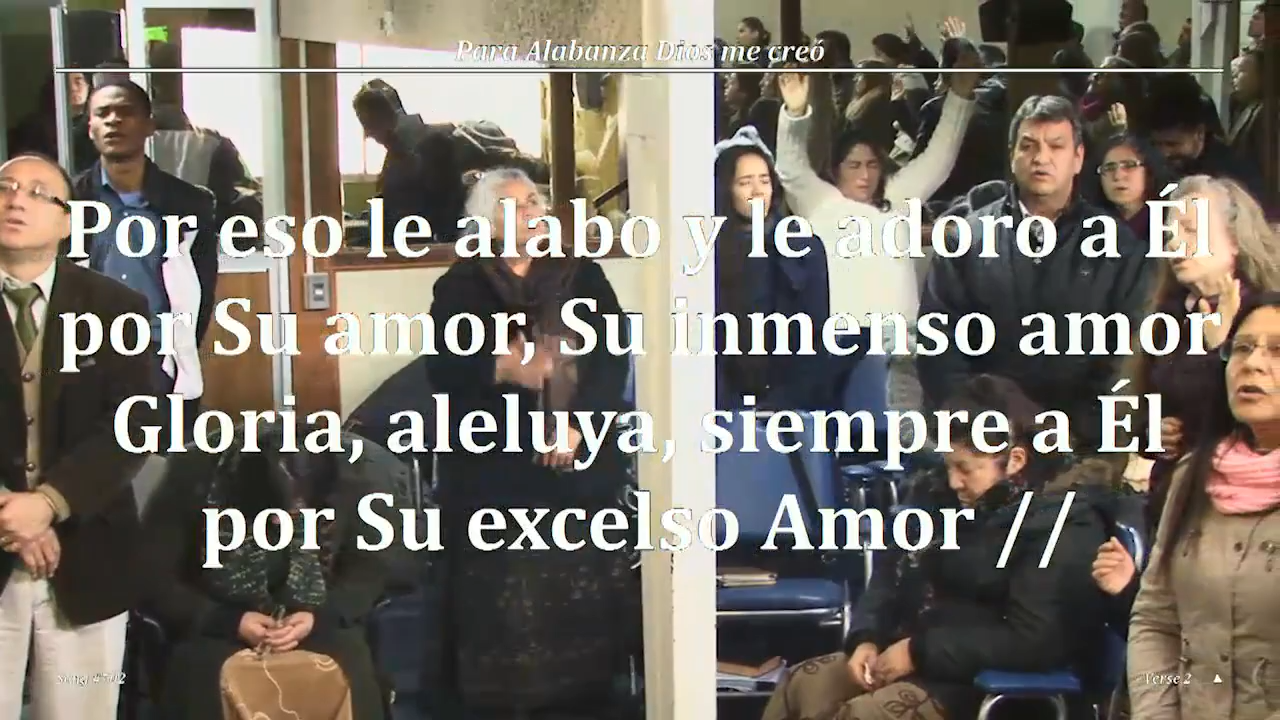 Para Alabanza Dios me creó
Por eso le alabo y le adoro a Él
por Su amor, Su inmenso amor
Gloria, aleluya, siempre a Él
por Su excelso Amor //
Verse 2